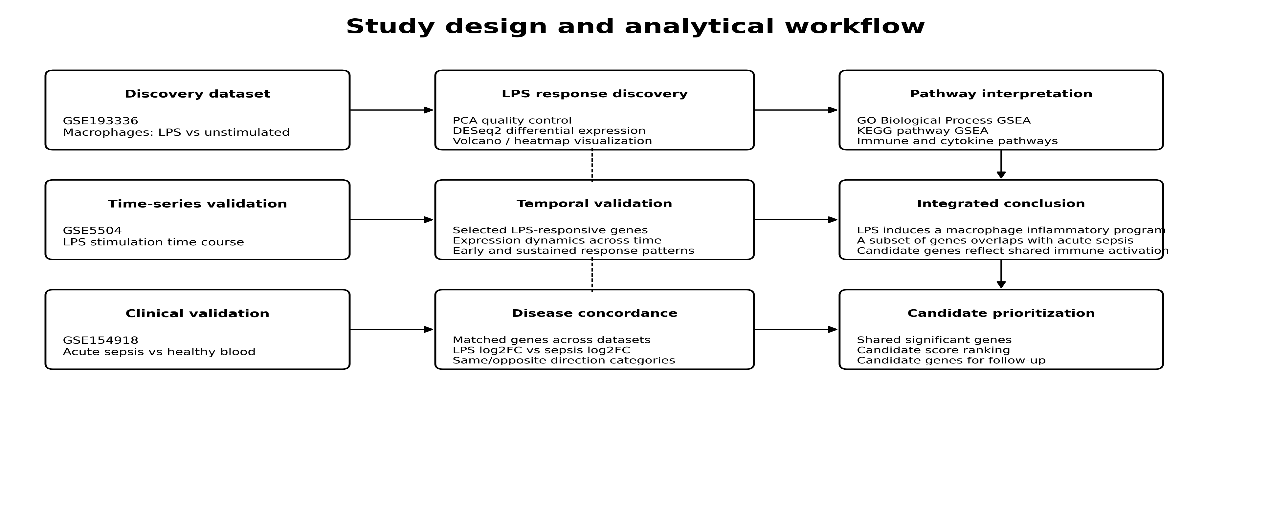 Study design and analytical workflow
Discovery dataset
GSE193336
Macrophages: LPS vs unstimulated
LPS response discovery
PCA quality control
DESeq2 differential expression
Volcano / heatmap visualization
Pathway interpretation
GO Biological Process GSEA
KEGG pathway GSEA
Immune and cytokine pathways
Time-series validation
GSE5504
LPS stimulation time course
Temporal validation
Selected LPS-responsive genes
Expression dynamics across time
Early and sustained response patterns
Integrated conclusion
LPS induces a macrophage inflammatory program
A subset of genes overlaps with acute sepsis
Candidate genes reflect shared immune activation
Clinical validation
GSE154918
Acute sepsis vs healthy blood
Disease concordance
Matched genes across datasets
LPS log2FC vs sepsis log2FC
Same/opposite direction categories
Candidate prioritization
Shared significant genes
Candidate score ranking
Candidate genes for follow up